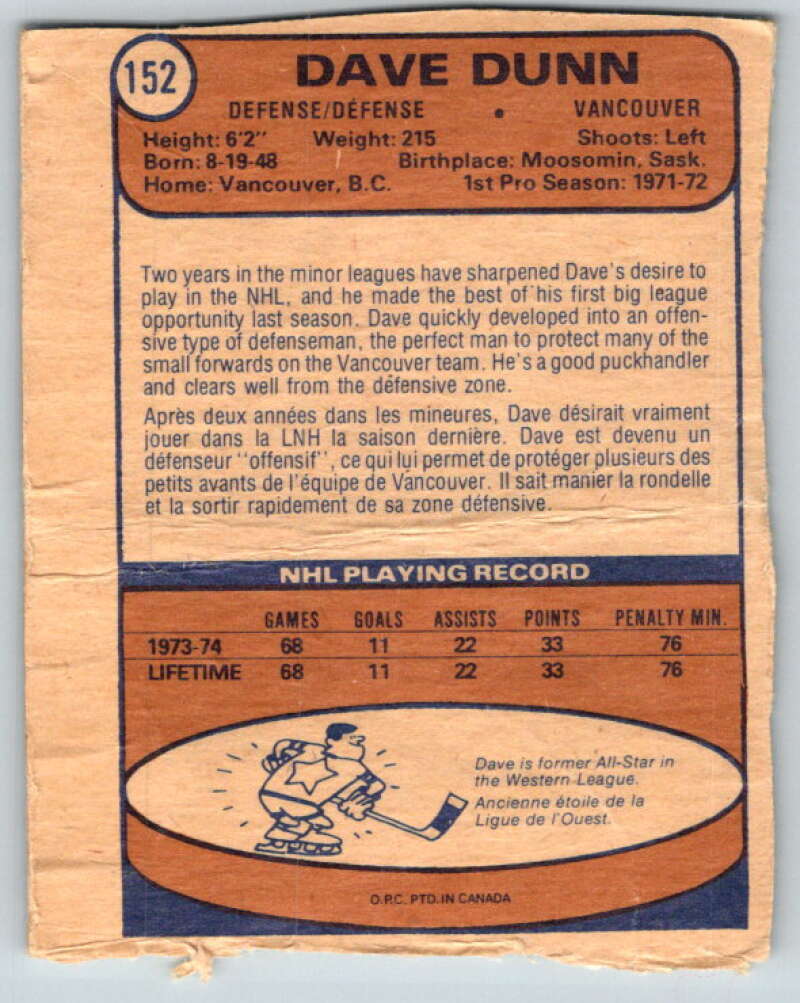 152
DAVE DUNN
DEFENSE/DÉFENSE • VANCOUVER
Height: 6'2" Weight: 215 Shoots: Left
Born: 8-19-48 Birthplace: Moosomin, Sask.
Home: Vancouver, B.C. 1st Pro Season: 1971-72
Two years in the minor leagues have sharpened Dave's desire to
play in the NHL, and he made the best of his first big league
opportunity last season. Dave quickly developed into an offen-
sive type of defenseman, the perfect man to protect many of the
small forwards on the Vancouver team. He's a good puckhandler
and clears well from the defensive zone.
Après deux années dans les mineures, Dave désirait vraiment
jouer dans la LNH la saison dernière. Dave est devenu un
défenseur "offensif", ce qui lui permet de protéger plusieurs des
petits avants de l'équipe de Vancouver. Il sait manier la rondelle
et la sortir rapidement de sa zone défensive.
NHL PLAYING RECORD
GAMES GOALS ASSISTS POINTS PENALTY MIN.
1973-74 68 11 22 33 76
LIFETIME 68 11 22 33 76
Dave is former All-Star in
the Western League.
Ancienne étoile de la
Ligue de l'Ouest.
O.P.C. PTD. IN CANADA